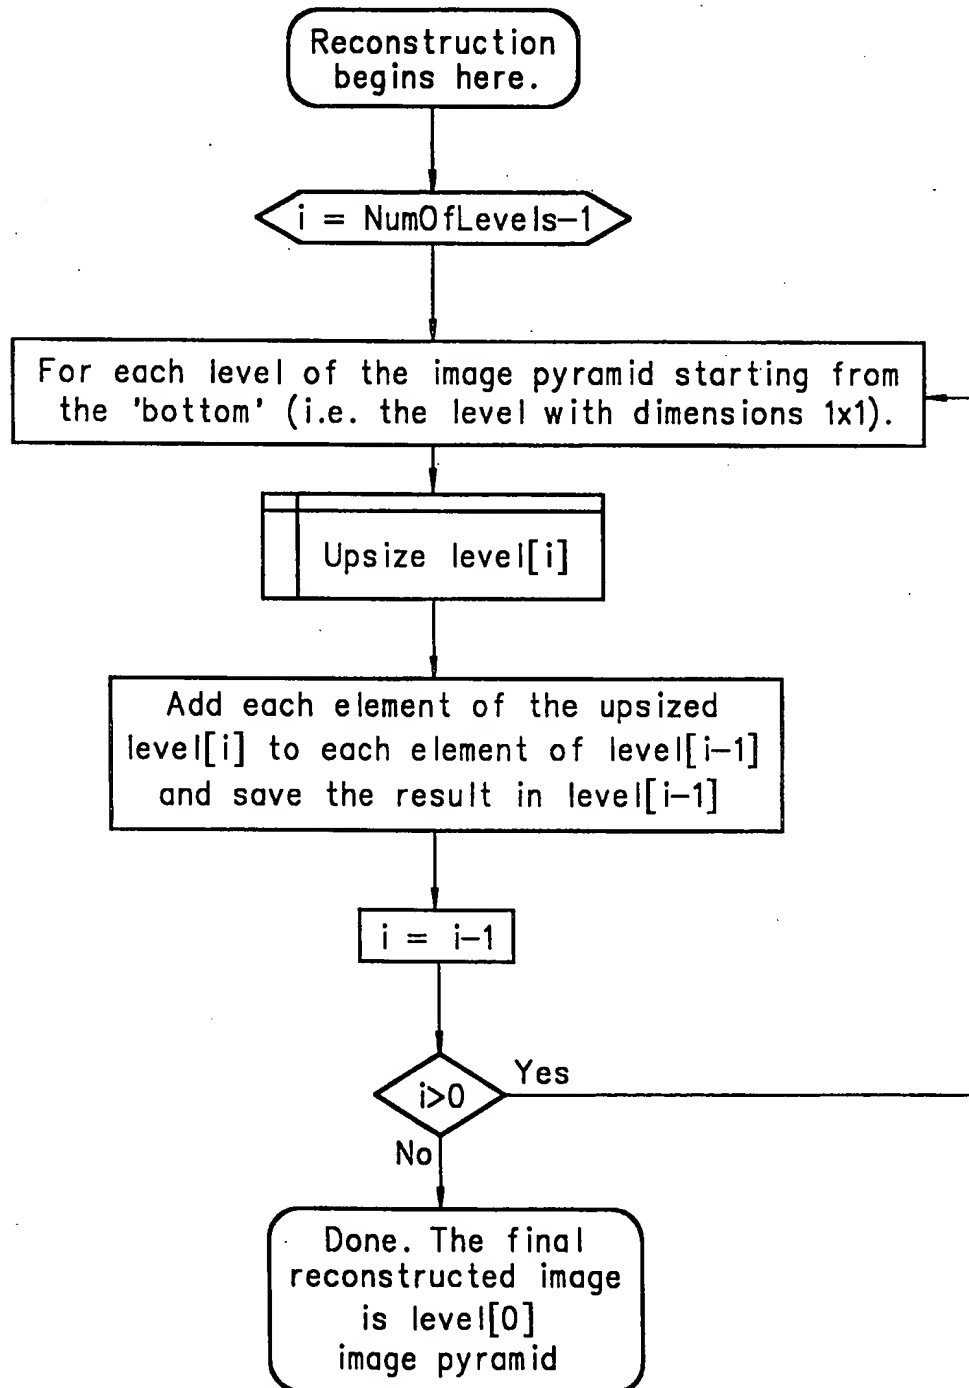 Reconstruction
begins here.
i = NumOfLevels-1
For each level of the image pyramid starting from
the 'bottom' (i.e. the level with dimensions 1x1).
Upsize level[i]
Add each element of the upsized
level[i] to each element of level[i-1]
and save the result in level[i-1]
i = i-1
i>0
Yes
No
Done. The final
reconstructed image
is level[0]
image pyramid